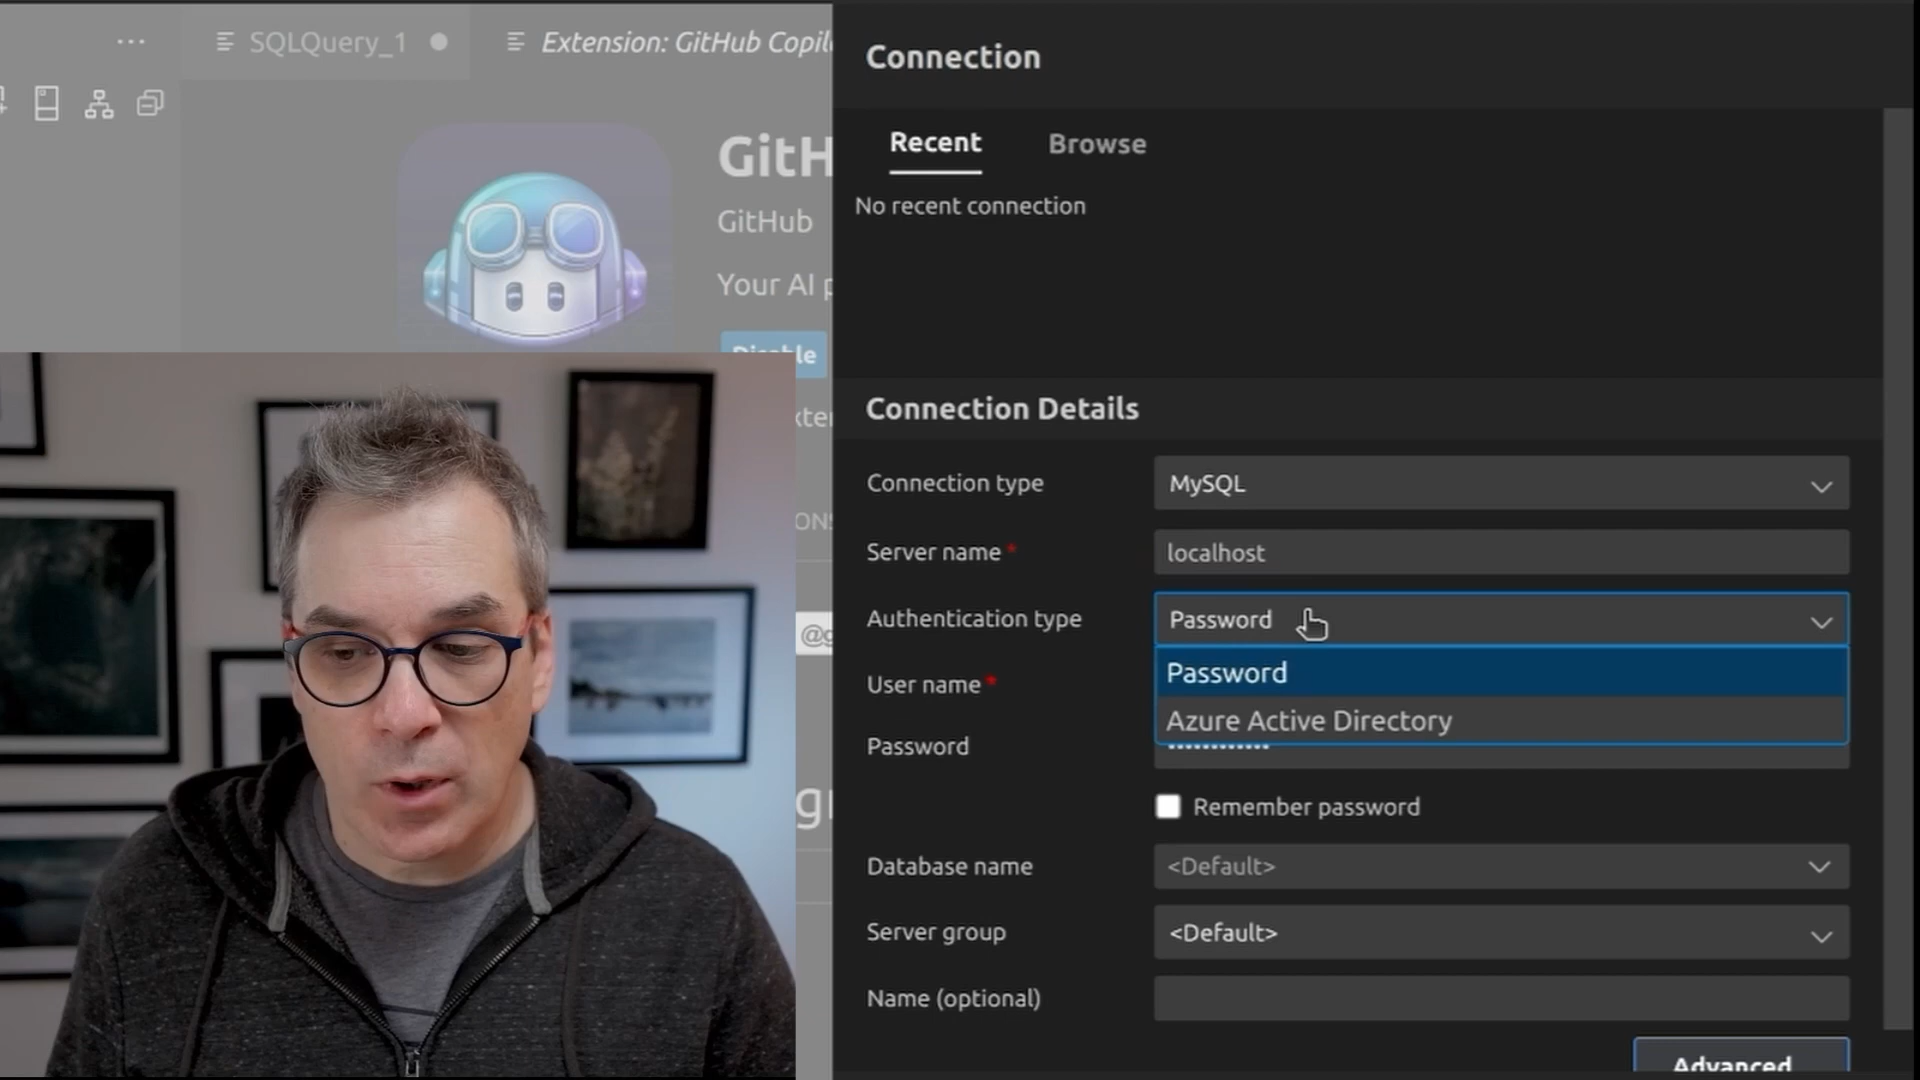 SQLQuery_1
Extension: GitHub Copil
GitH
GitHub
Your AI p
Disable
Connection
Recent
Browse
No recent connection
Connection Details
Connection type
MySQL
Server name *
localhost
Authentication type
Password
Password
Azure Active Directory
User name *
Password
Remember password
Database name
<Default>
Server group
<Default>
Name (optional)
Advanced